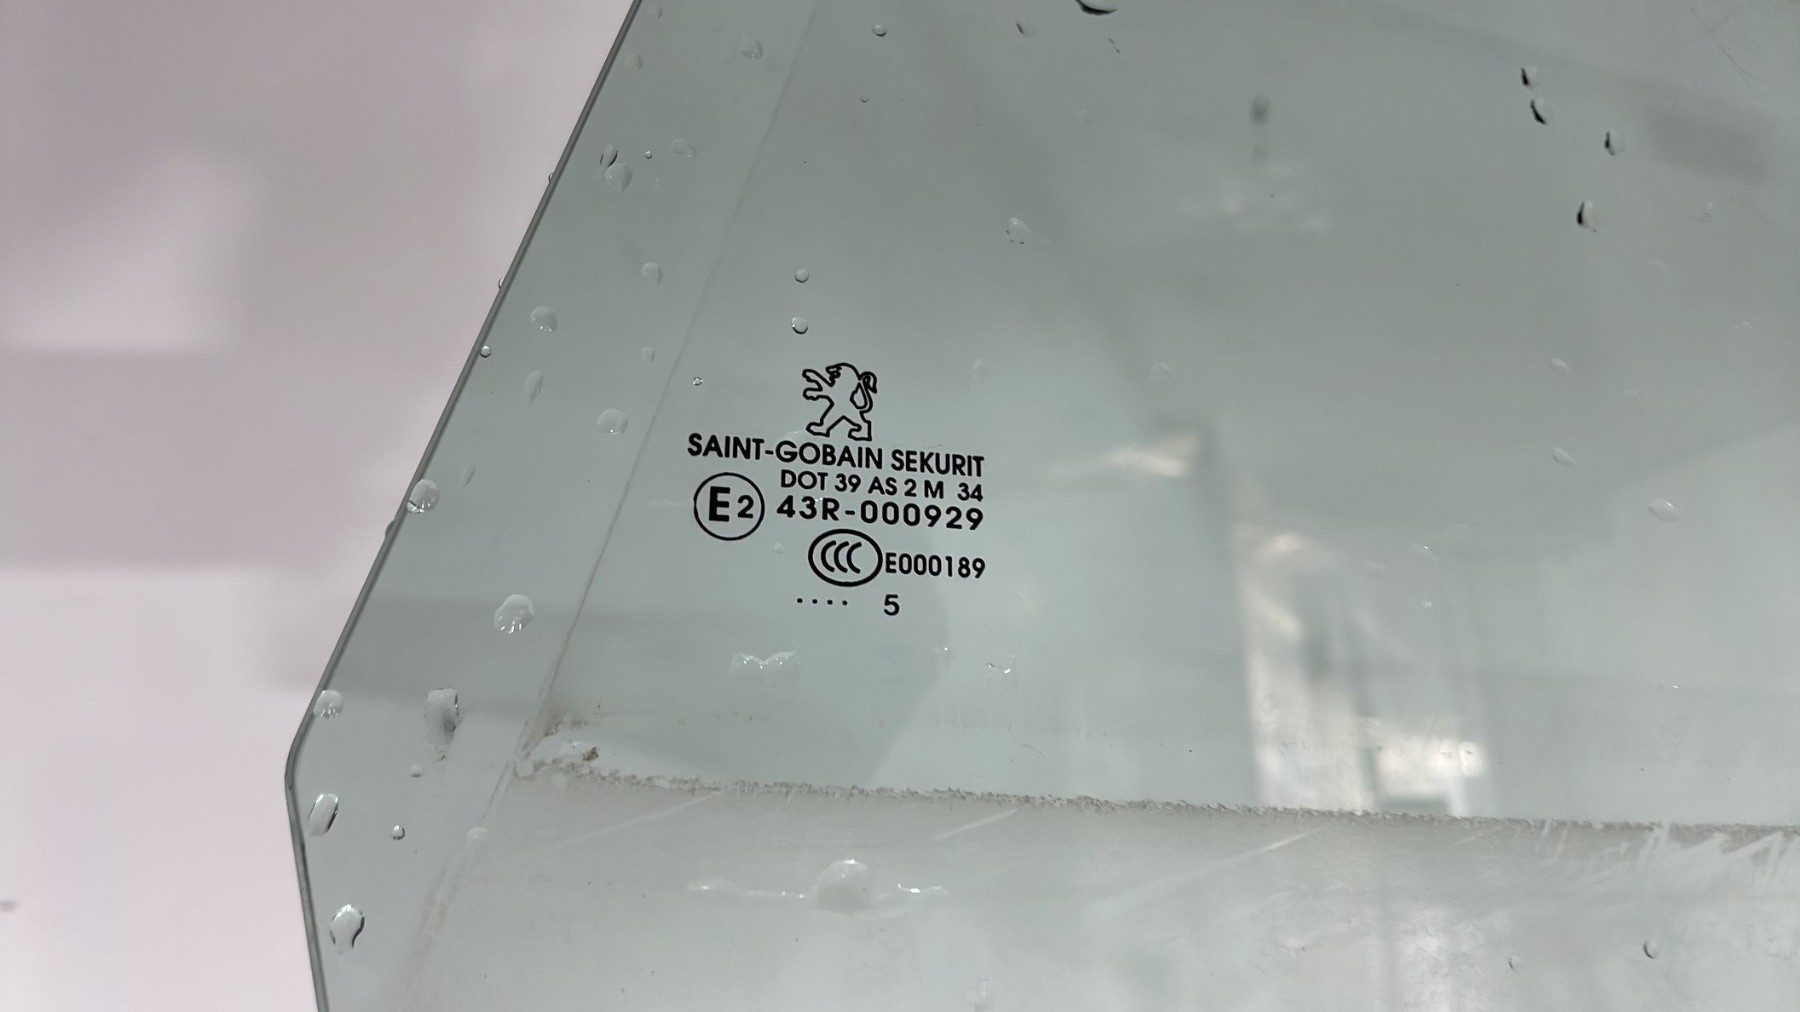 SAINT-GOBAIN SEKURIT
DOT 39 AS 2 M 34
E2 43R-000929
CCC E000189
.... 5